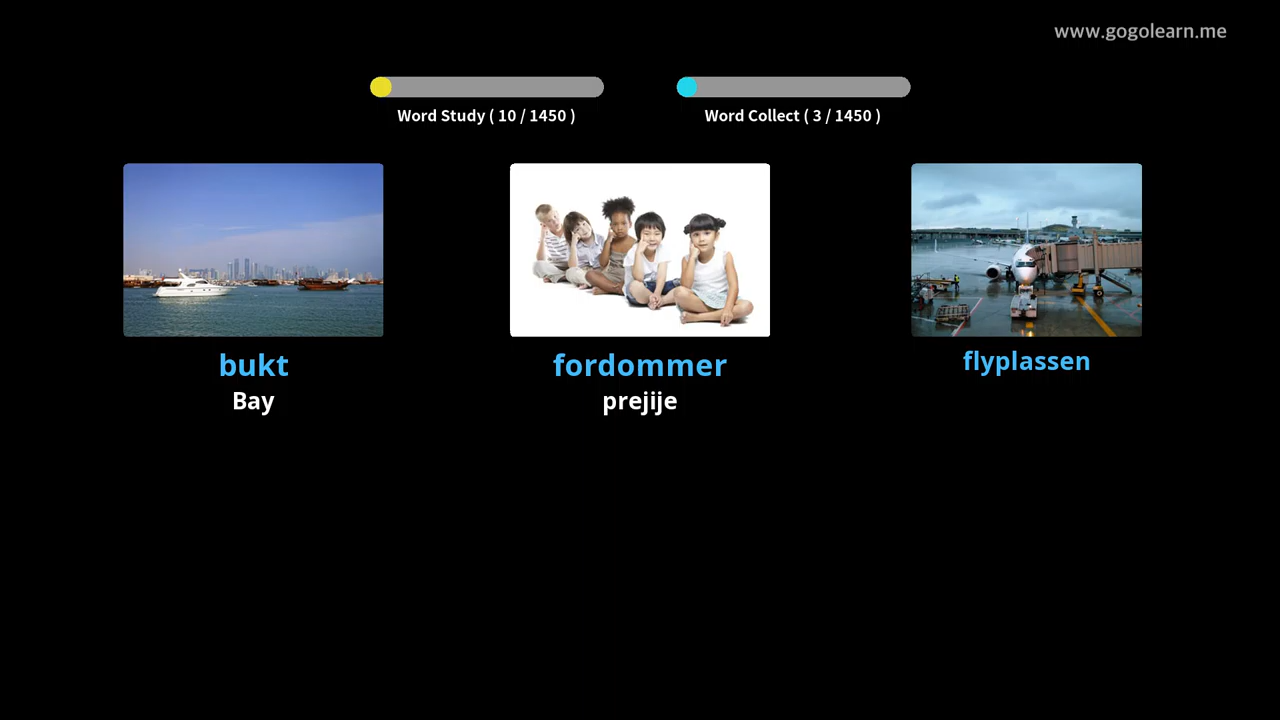 www.gogolearn.me
Word Study ( 10 / 1450 )
Word Collect ( 3 / 1450 )
bukt
Bay
fordommer
prejije
flyplassen